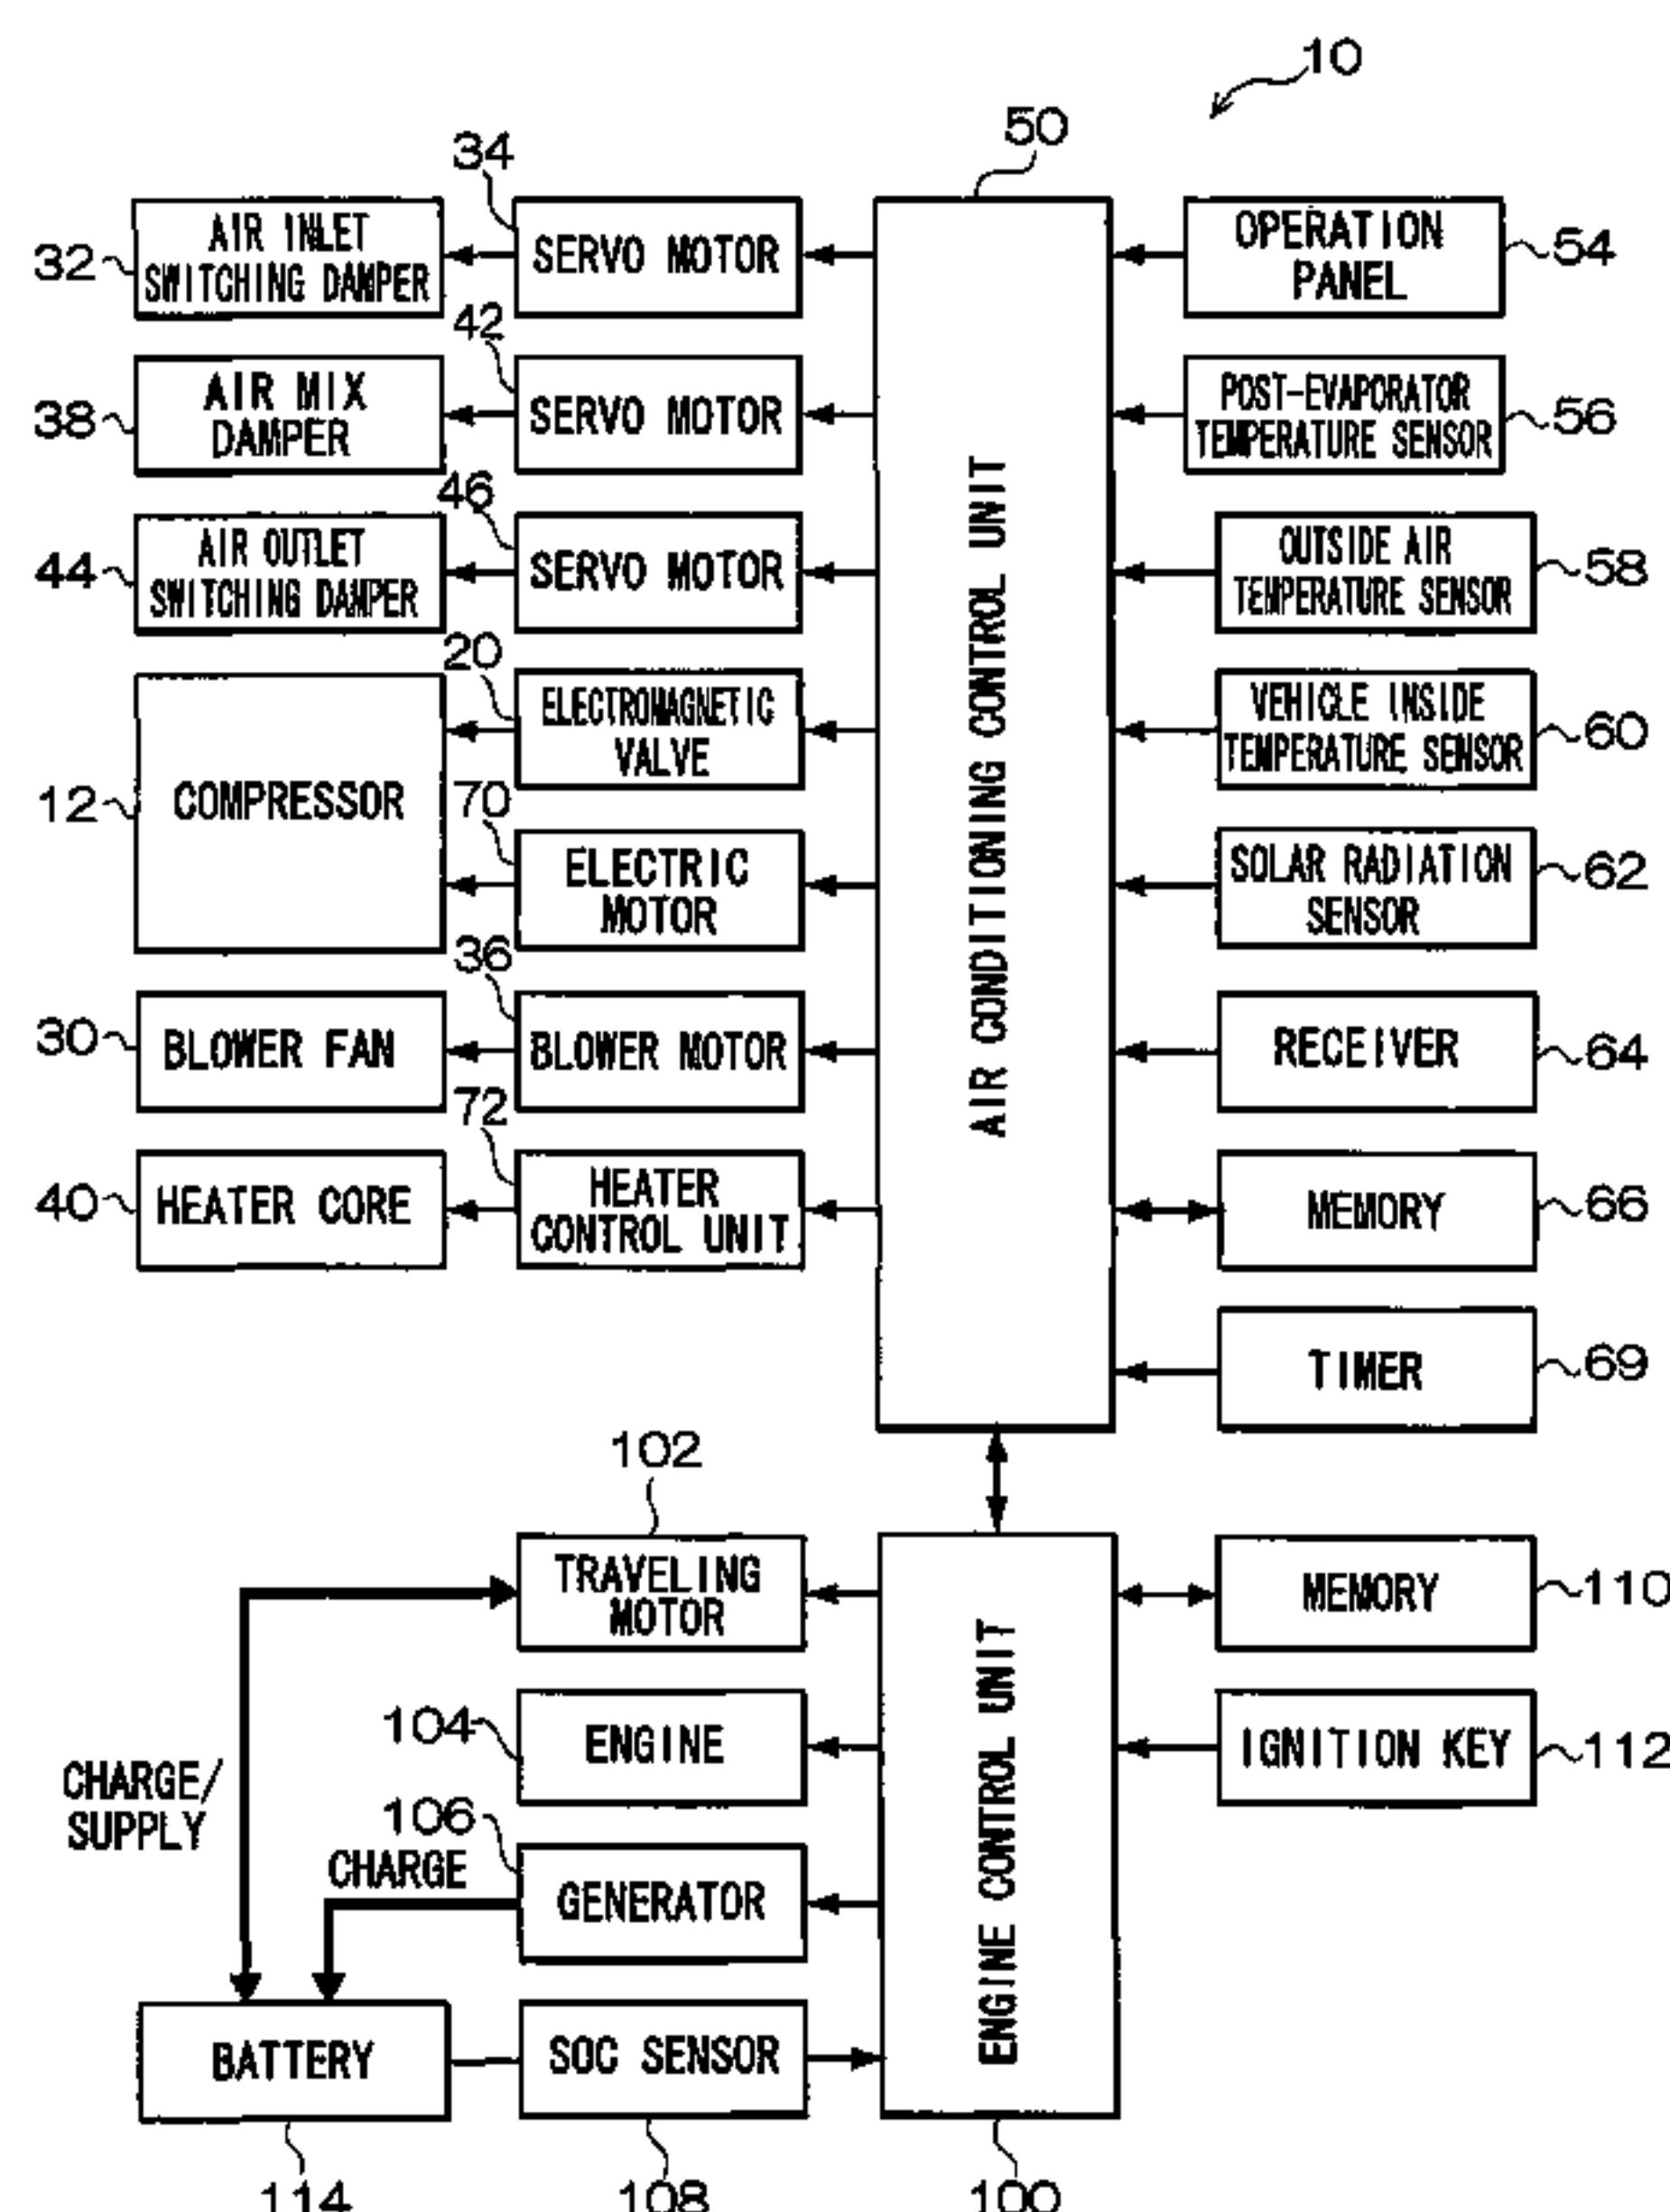 10
50
34
32
AIR INLET
SWITCHING DAMPER
SERVO MOTOR
OPERATION
PANEL
54
42
38
AIR MIX
DAMPER
SERVO MOTOR
POST-EVAPORATOR
TEMPERATURE SENSOR
56
46
44
AIR OUTLET
SWITCHING DAMPER
SERVO MOTOR
OUTSIDE AIR
TEMPERATURE SENSOR
58
20
12
COMPRESSOR
ELECTROMAGNETIC
VALVE
VEHICLE INSIDE
TEMPERATURE SENSOR
60
70
ELECTRIC
MOTOR
AIR CONDITIONING CONTROL UNIT
SOLAR RADIATION
SENSOR
62
36
30
BLOWER FAN
BLOWER MOTOR
RECEIVER
64
72
40
HEATER CORE
HEATER
CONTROL UNIT
MEMORY
66
TIMER
69
102
TRAVELING
MOTOR
MEMORY
110
104
ENGINE
ENGINE CONTROL UNIT
IGNITION KEY
112
CHARGE/
SUPPLY
106
CHARGE
GENERATOR
BATTERY
SOC SENSOR
114
108
100